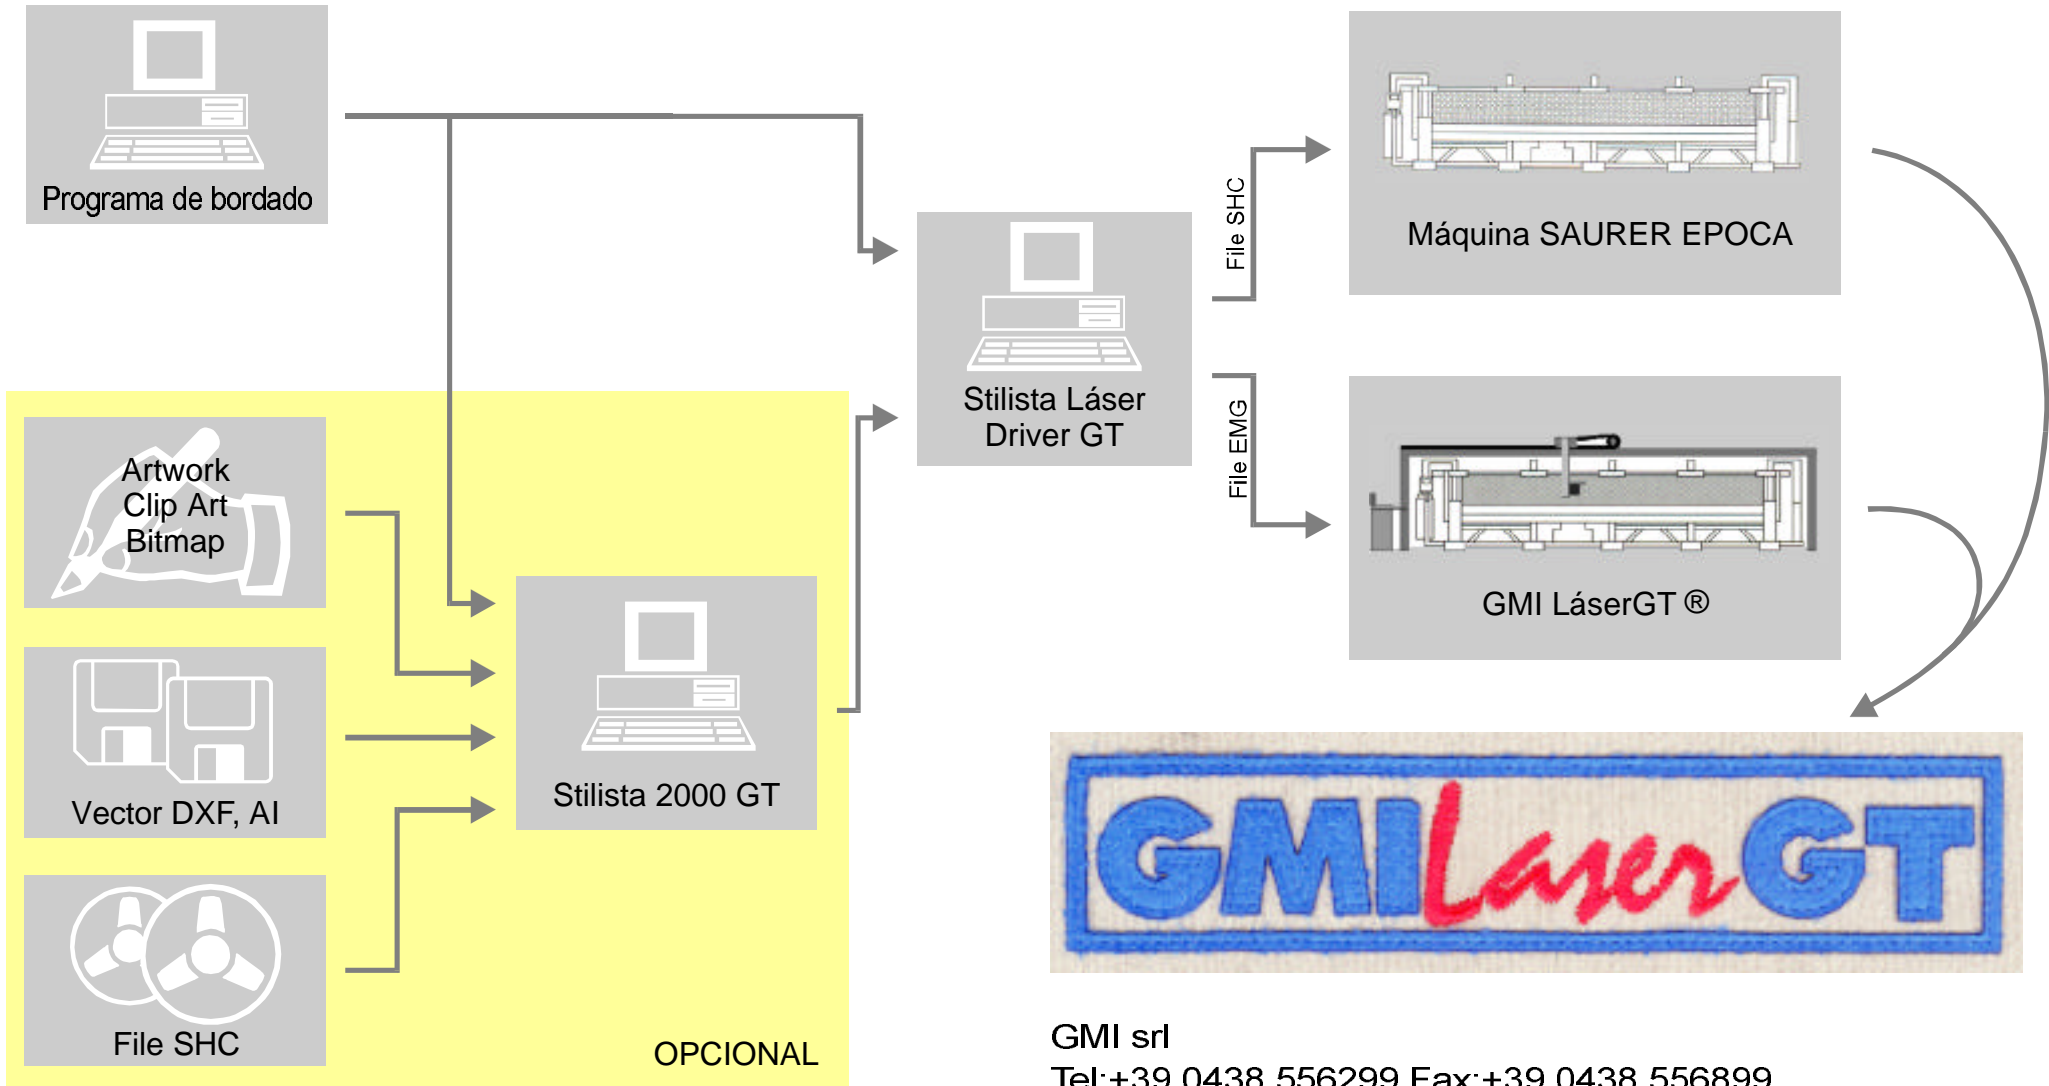 Programa de bordado
File SHC
Máquina SAURER EPOCA
Stilista Láser
Driver GT
File EMG
GMI LáserGT ®
Artwork
Clip Art
Bitmap
Vector DXF, AI
File SHC
Stilista 2000 GT
OPCIONAL
GMI Laser GT
GMI srl
Tel:+39 0438 556299 Fax:+39 0438 556899